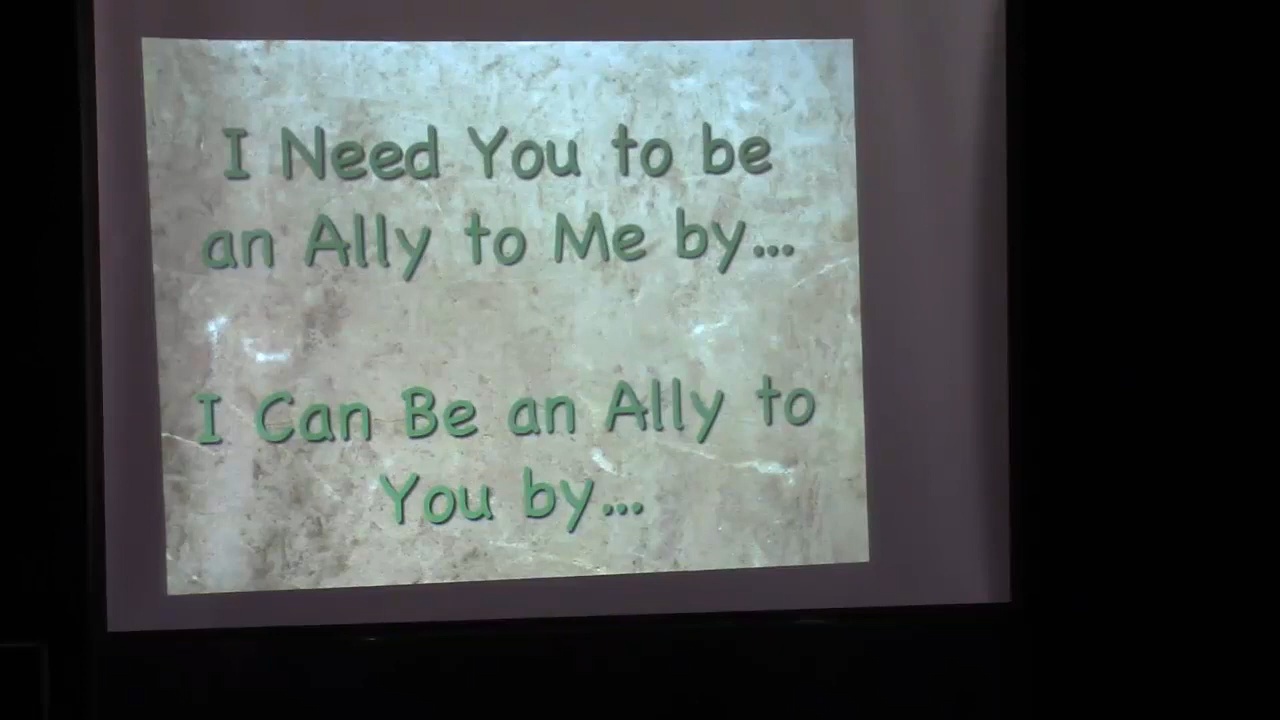 I Need You to be
an Ally to Me by...
I Can Be an Ally to
You by...